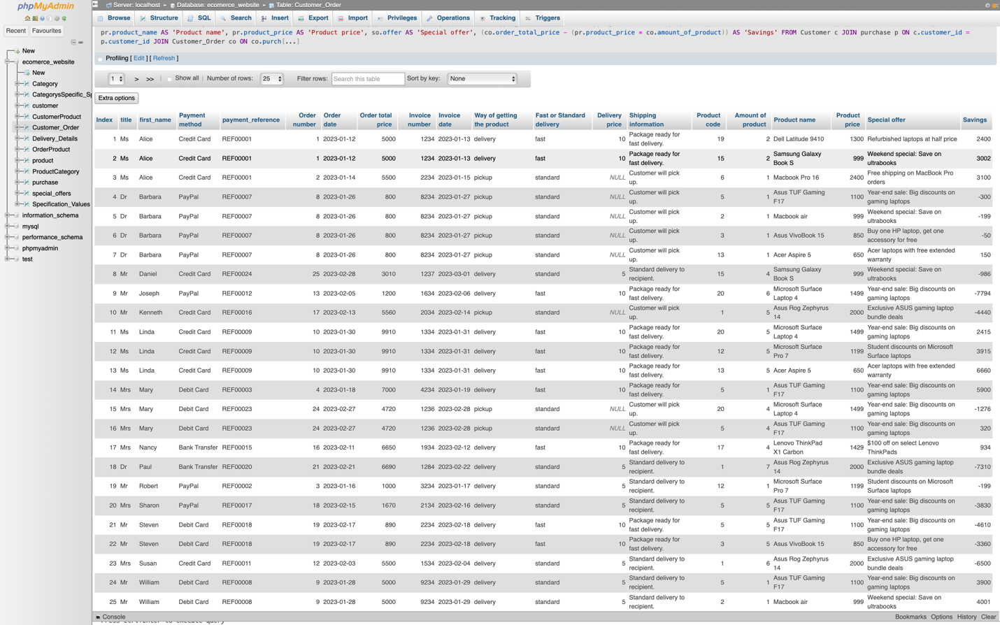 phpMyAdmin
Recent Favourites
New
ecomerce_website
New
Category
CategorysSpecific_Sp
customer
CustomerProduct
Customer_Order
Delivery_Details
OrderProduct
product
ProductCategory
purchase
special_offers
Specification_Values
information_schema
mysql
performance_schema
phpmyadmin
test
Server: localhost » Database: ecomerce_website » Table: Customer_Order
Browse Structure SQL Search Insert Export Import Privileges Operations Tracking Triggers
pr.product_name AS 'Product name', pr.product_price AS 'Product price', so.offer AS 'Special offer', (co.order_total_price - (pr.product_price * co.amount_of_product)) AS 'Savings' FROM Customer c JOIN purchase p ON c.customer_id =
p.customer_id JOIN Customer_Order co ON co.purch[...]
Profiling [ Edit ] [ Refresh ]
1 > >> | Show all | Number of rows: 25 Filter rows: Search this table Sort by key: None
Extra options
Index title first_name Payment method payment_reference Order number Order date Order total price Invoice number Invoice date Way of getting the product Fast or Standard delivery Delivery price Shipping information Product code Amount of product Product name Product price Special offer Savings
1 Ms Alice Credit Card REF00001 1 2023-01-12 5000 1234 2023-01-13 delivery fast 10 Package ready for fast delivery. 19 2 Dell Latitude 9410 1300 Refurbished laptops at half price 2400
2 Ms Alice Credit Card REF00001 1 2023-01-12 5000 1234 2023-01-13 delivery fast 10 Package ready for fast delivery. 15 2 Samsung Galaxy Book S 999 Weekend special: Save on ultrabooks 3002
3 Ms Alice Credit Card REF00001 2 2023-01-14 5500 2234 2023-01-15 pickup standard NULL Customer will pick up. 6 1 Macbook Pro 16 2400 Free shipping on MacBook Pro orders 3100
4 Dr Barbara PayPal REF00007 8 2023-01-26 800 8234 2023-01-27 pickup standard NULL Customer will pick up. 5 1 Asus TUF Gaming F17 1100 Year-end sale: Big discounts on gaming laptops -300
5 Dr Barbara PayPal REF00007 8 2023-01-26 800 8234 2023-01-27 pickup standard NULL Customer will pick up. 2 1 Macbook air 999 Weekend special: Save on ultrabooks -199
6 Dr Barbara PayPal REF00007 8 2023-01-26 800 8234 2023-01-27 pickup standard NULL Customer will pick up. 3 1 Asus VivoBook 15 850 Buy one HP laptop, get one accessory for free -50
7 Dr Barbara PayPal REF00007 8 2023-01-26 800 8234 2023-01-27 pickup standard NULL Customer will pick up. 13 1 Acer Aspire 5 650 Acer laptops with free extended warranty 150
8 Mr Daniel Credit Card REF00024 25 2023-02-28 3010 1237 2023-03-01 delivery standard 5 Standard delivery to recipient. 15 4 Samsung Galaxy Book S 999 Weekend special: Save on ultrabooks -986
9 Mr Joseph PayPal REF00012 13 2023-02-05 1200 1634 2023-02-06 delivery fast 10 Package ready for fast delivery. 20 6 Microsoft Surface Laptop 4 1499 Year-end sale: Big discounts on gaming laptops -7794
10 Mr Kenneth Credit Card REF00016 17 2023-02-13 5560 2034 2023-02-14 pickup standard NULL Customer will pick up. 1 5 Asus Rog Zephyrus 14 2000 Exclusive ASUS gaming laptop bundle deals -4440
11 Ms Linda Credit Card REF00009 10 2023-01-30 9910 1334 2023-01-31 delivery fast 10 Package ready for fast delivery. 20 5 Microsoft Surface Laptop 4 1499 Year-end sale: Big discounts on gaming laptops 2415
12 Ms Linda Credit Card REF00009 10 2023-01-30 9910 1334 2023-01-31 delivery fast 10 Package ready for fast delivery. 12 5 Microsoft Surface Pro 7 1199 Student discounts on Microsoft Surface laptops 3915
13 Ms Linda Credit Card REF00009 10 2023-01-30 9910 1334 2023-01-31 delivery fast 10 Package ready for fast delivery. 13 5 Acer Aspire 5 650 Acer laptops with free extended warranty 6660
14 Mrs Mary Debit Card REF00003 4 2023-01-18 7000 4234 2023-01-19 delivery fast 10 Package ready for fast delivery. 5 1 Asus TUF Gaming F17 1100 Year-end sale: Big discounts on gaming laptops 5900
15 Mrs Mary Debit Card REF00023 24 2023-02-27 4720 1236 2023-02-28 pickup standard NULL Customer will pick up. 20 4 Microsoft Surface Laptop 4 1499 Year-end sale: Big discounts on gaming laptops -1276
16 Mrs Mary Debit Card REF00023 24 2023-02-27 4720 1236 2023-02-28 pickup standard NULL Customer will pick up. 5 4 Asus TUF Gaming F17 1100 Year-end sale: Big discounts on gaming laptops 320
17 Mrs Nancy Bank Transfer REF00015 16 2023-02-11 6650 1934 2023-02-12 delivery fast 10 Package ready for fast delivery. 17 4 Lenovo ThinkPad X1 Carbon 1429 $100 off on select Lenovo ThinkPads 934
18 Dr Paul Bank Transfer REF00020 21 2023-02-21 6690 1284 2023-02-22 delivery standard 5 Standard delivery to recipient. 1 7 Asus Rog Zephyrus 14 2000 Exclusive ASUS gaming laptop bundle deals -7310
19 Mr Robert PayPal REF00002 3 2023-01-16 1000 3234 2023-01-17 delivery standard 5 Standard delivery to recipient. 12 1 Microsoft Surface Pro 7 1199 Student discounts on Microsoft Surface laptops -199
20 Mrs Sharon PayPal REF00017 18 2023-02-15 1670 2134 2023-02-16 delivery standard 5 Standard delivery to recipient. 5 5 Asus TUF Gaming F17 1100 Year-end sale: Big discounts on gaming laptops -3830
21 Mr Steven Debit Card REF00018 19 2023-02-17 890 2234 2023-02-18 delivery fast 10 Package ready for fast delivery. 5 5 Asus TUF Gaming F17 1100 Year-end sale: Big discounts on gaming laptops -4610
22 Mr Steven Debit Card REF00018 19 2023-02-17 890 2234 2023-02-18 delivery fast 10 Package ready for fast delivery. 3 5 Asus VivoBook 15 850 Buy one HP laptop, get one accessory for free -3360
23 Mrs Susan Credit Card REF00011 12 2023-02-03 5500 1534 2023-02-04 delivery standard 5 Standard delivery to recipient. 1 6 Asus Rog Zephyrus 14 2000 Exclusive ASUS gaming laptop bundle deals -6500
24 Mr William Debit Card REF00008 9 2023-01-28 5000 9234 2023-01-29 delivery standard 5 Standard delivery to recipient. 5 1 Asus TUF Gaming F17 1100 Year-end sale: Big discounts on gaming laptops 3900
25 Mr William Debit Card REF00008 9 2023-01-28 5000 9234 2023-01-29 delivery standard 5 Standard delivery to recipient. 2 1 Macbook air 999 Weekend special: Save on ultrabooks 4001
Console Bookmarks Options History Clear